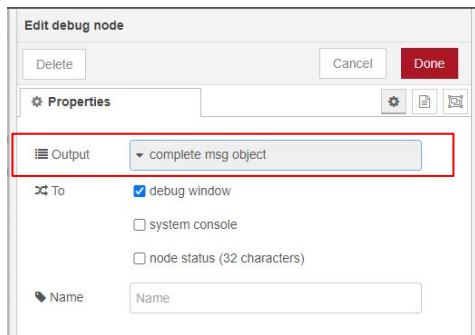 Edit debug node
Delete Cancel Done
Properties
Output complete msg object
To debug window
system console
node status (32 characters)
Name Name